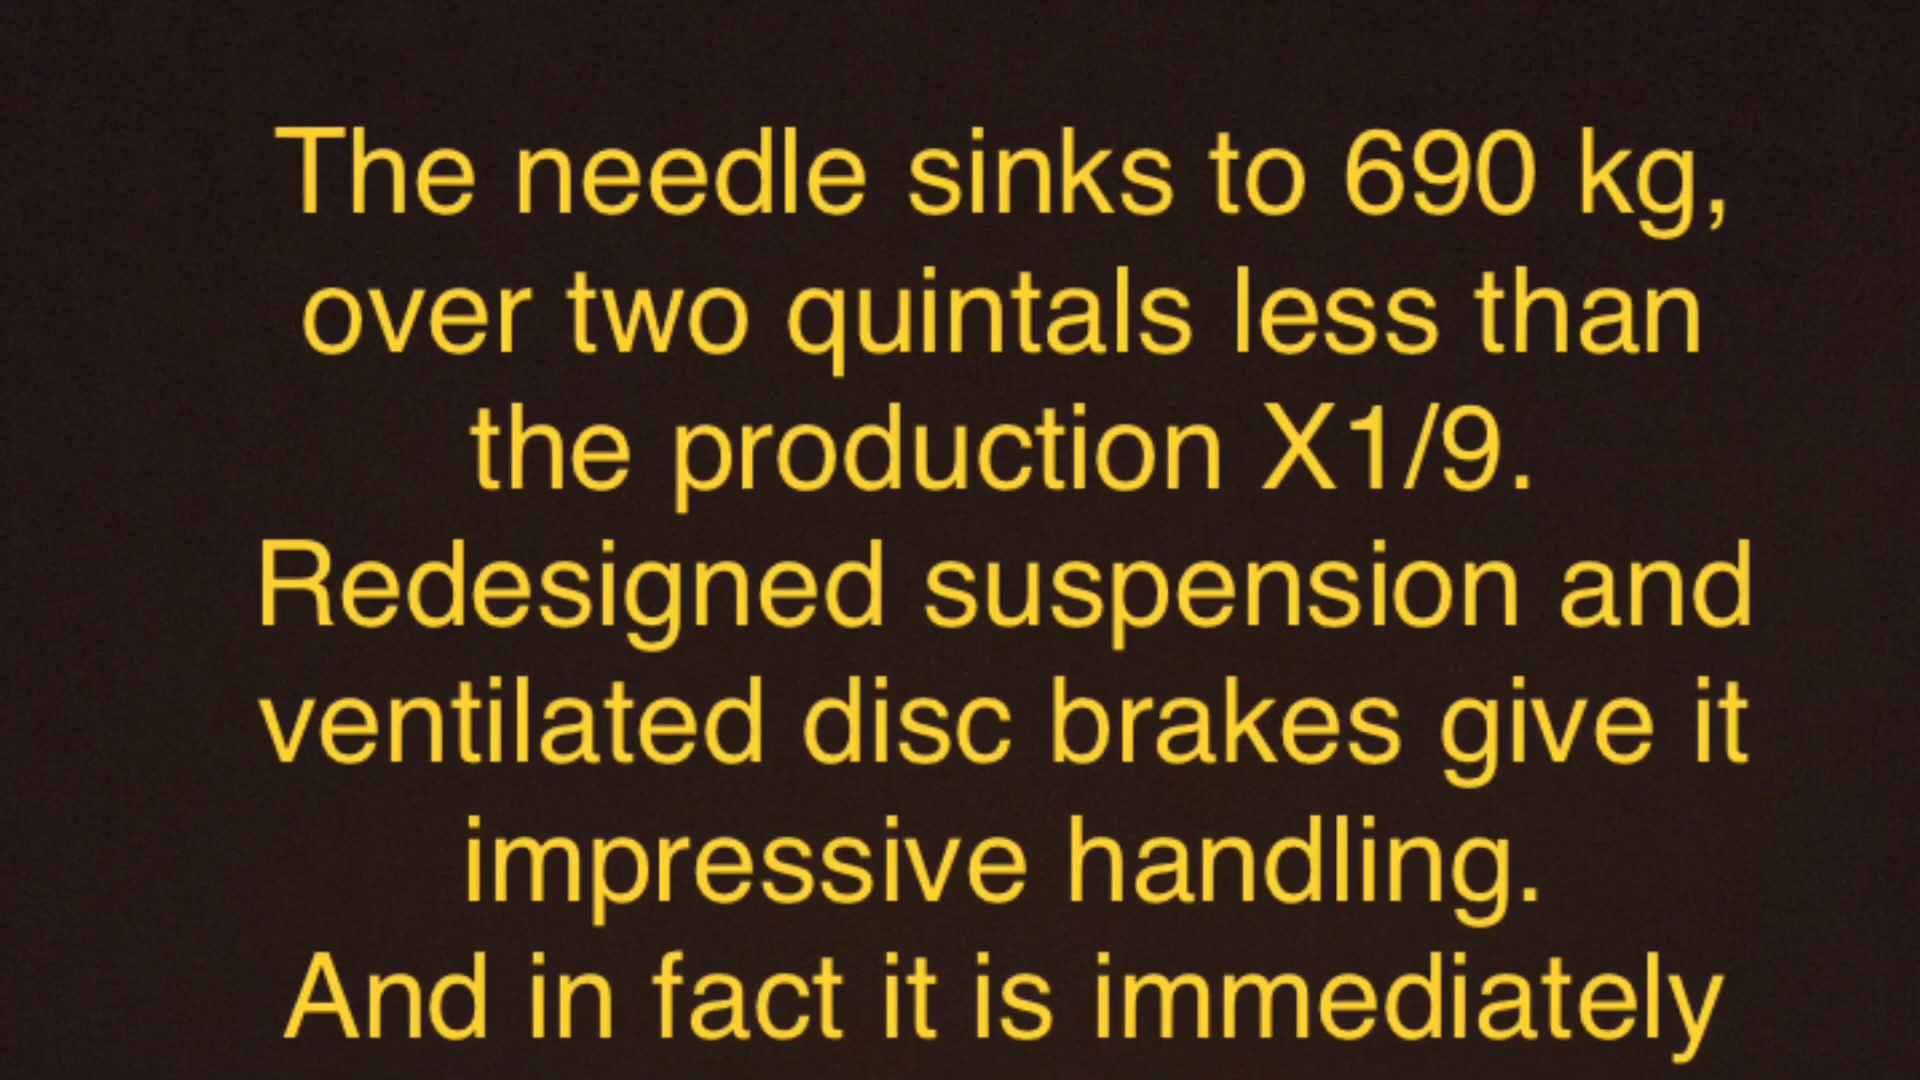 The needle sinks to 690 kg,
over two quintals less than
the production X1/9.
Redesigned suspension and
ventilated disc brakes give it
impressive handling.
And in fact it is immediately